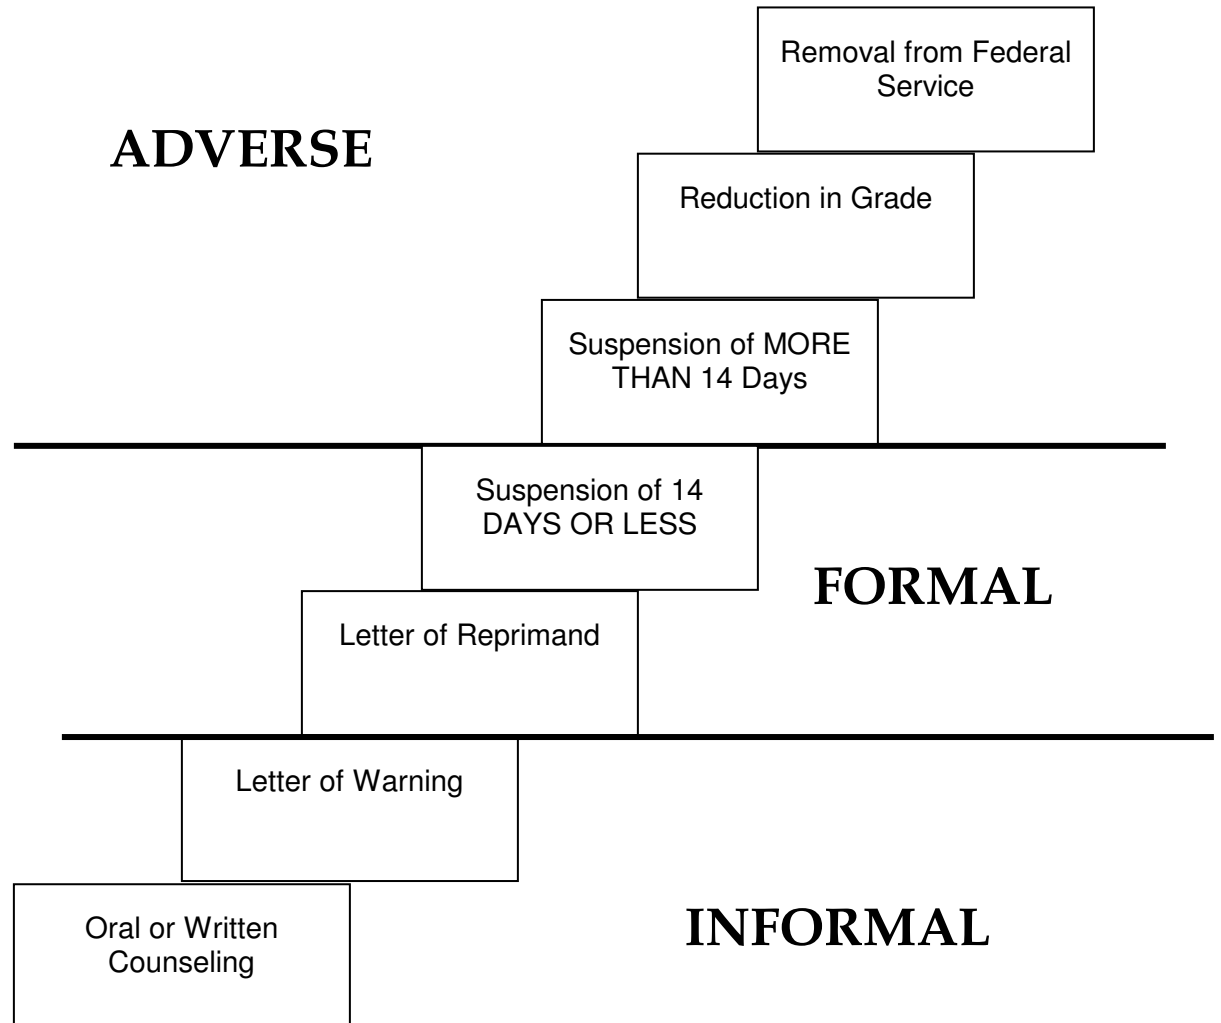 Removal from Federal
Service
ADVERSE
Reduction in Grade
Suspension of MORE
THAN 14 Days
Suspension of 14
DAYS OR LESS
FORMAL
Letter of Reprimand
Letter of Warning
Oral or Written
Counseling
INFORMAL